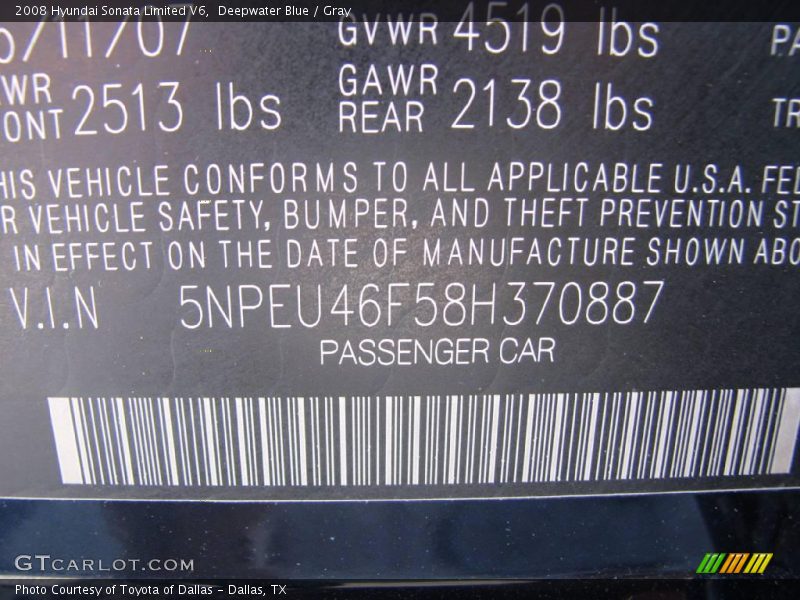 2008 Hyundai Sonata Limited V6, Deepwater Blue / Gray
/11/07 GVWR 4519 lbs
GAWR
2513 lbs REAR 2138 lbs
VEHICLE CONFORMS TO ALL APPLICABLE U.S.A.
VEHICLE SAFETY, BUMPER, AND THEFT PREVENTION
IN EFFECT ON THE DATE OF MANUFACTURE SHOWN
V.I.N 5NPEU46F58H370887
PASSENGER CAR
GTCARLOT.COM
Photo Courtesy of Toyota of Dallas - Dallas, TX